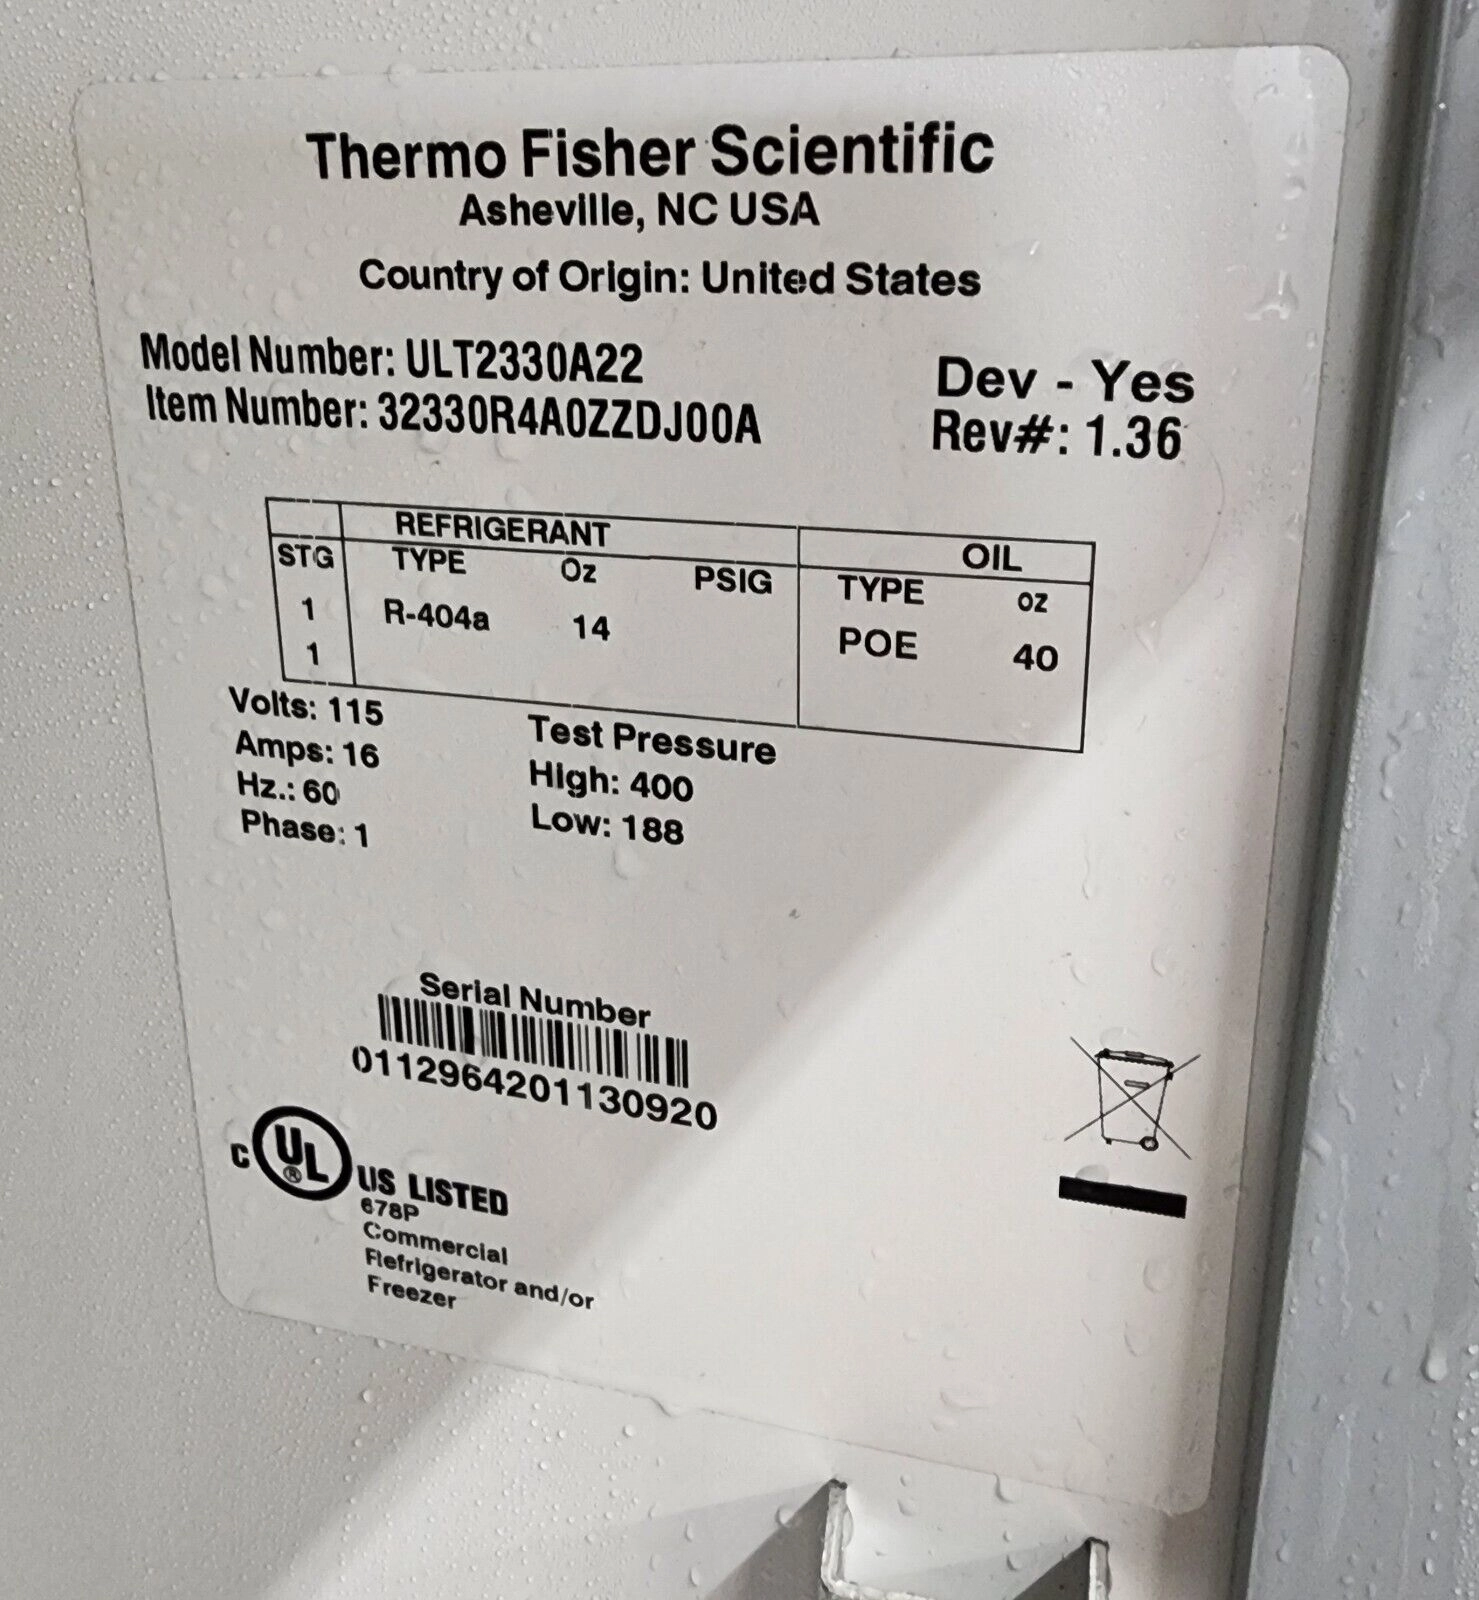 Thermo Fisher Scientific
Asheville, NC USA
Country of Origin: United States
Model Number: ULT2330A22
Item Number: 32330R4A0ZZDJ00A
Dev - Yes
Rev#: 1.36
REFRIGERANT OIL
STG TYPE Oz PSIG TYPE oz
1 R-404a 14 POE 40
1
Volts: 115
Amps: 16
Hz.: 60
Phase: 1
Test Pressure
High: 400
Low: 188
Serial Number
0112964201130920
C UL® US LISTED
678P
Commercial
Refrigerator and/or
Freezer